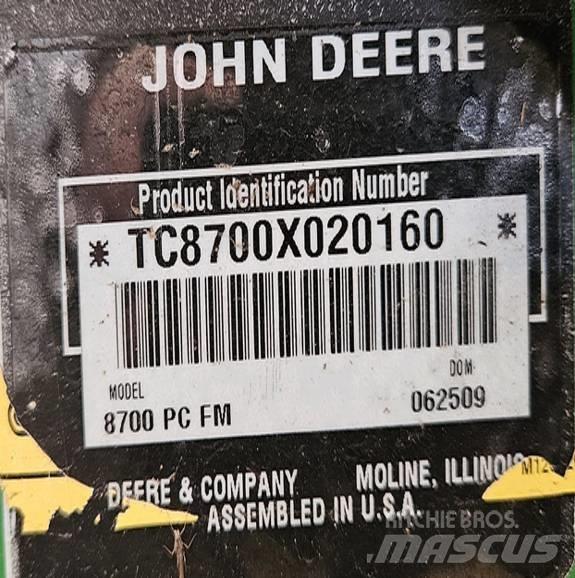 JOHN DEERE
Product Identification Number
* TC8700X020160 *
MODEL
DOM
8700 PC FM
062509
DEERE & COMPANY MOLINE, ILLINOIS
ASSEMBLED IN U.S.A.
RITCHIE BROS.
MASCUS